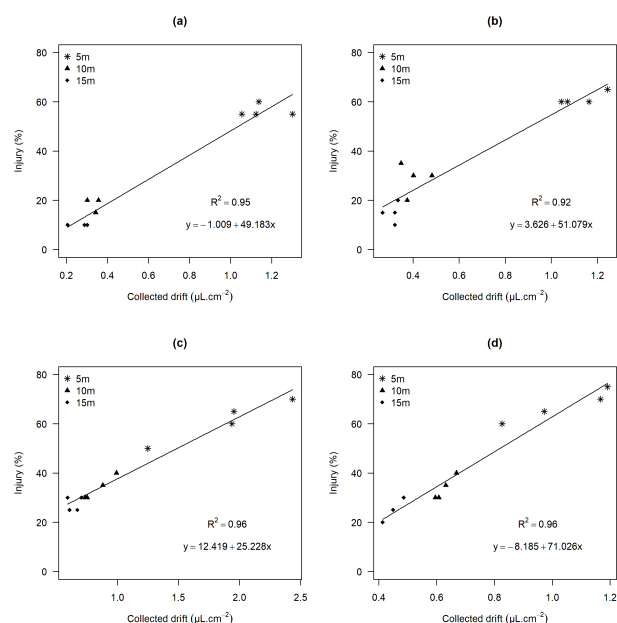 (a)
80
60
40
20
0
Injury (%)
5m
10m
15m
R² = 0.95
y = − 1.009 + 49.183x
0.2 0.4 0.6 0.8 1.0 1.2
Collected drift (µL.cm⁻²)
(b)
80
60
40
20
0
Injury (%)
5m
10m
15m
R² = 0.92
y = 3.626 + 51.079x
0.4 0.6 0.8 1.0 1.2
Collected drift (µL.cm⁻²)
(c)
80
60
40
20
0
Injury (%)
5m
10m
15m
R² = 0.96
y = 12.419 + 25.228x
1.0 1.5 2.0 2.5
Collected drift (µL.cm⁻²)
(d)
80
60
40
20
0
Injury (%)
5m
10m
15m
R² = 0.96
y = −8.185 + 71.026x
0.4 0.6 0.8 1.0 1.2
Collected drift (µL.cm⁻²)